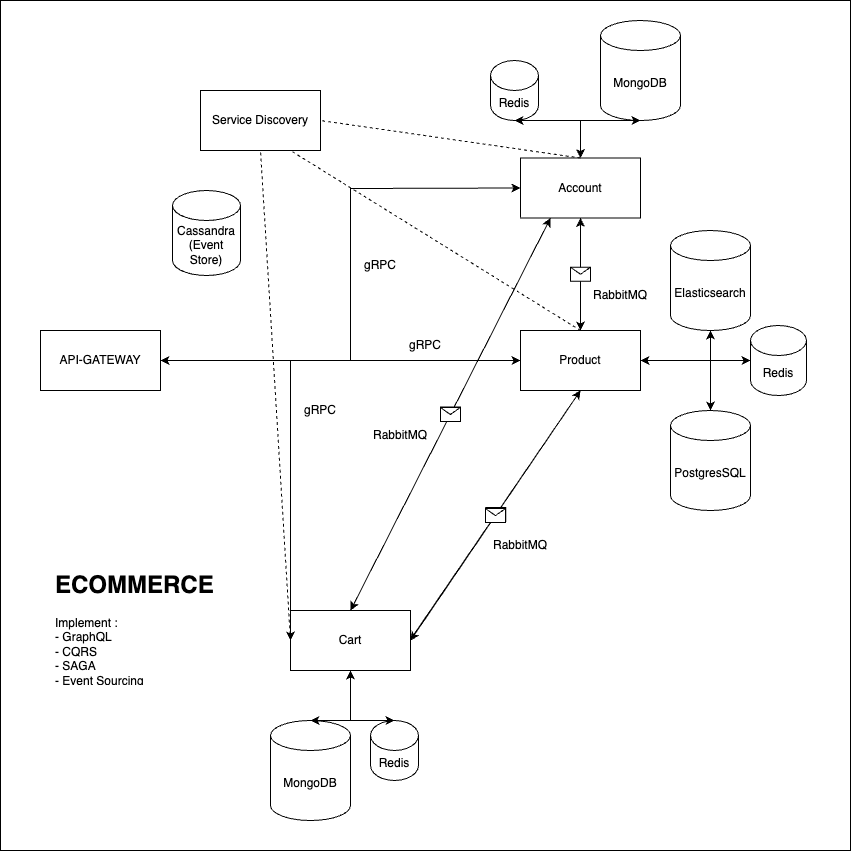 MongoDB
Redis
Service Discovery
Account
Cassandra
(Event
Store)
gRPC
RabbitMQ
Elasticsearch
API-GATEWAY
gRPC
Product
Redis
gRPC
RabbitMQ
PostgresSQL
RabbitMQ
ECOMMERCE
Implement :
- GraphQL
- CQRS
- SAGA
- Event Sourcing
Cart
MongoDB
Redis